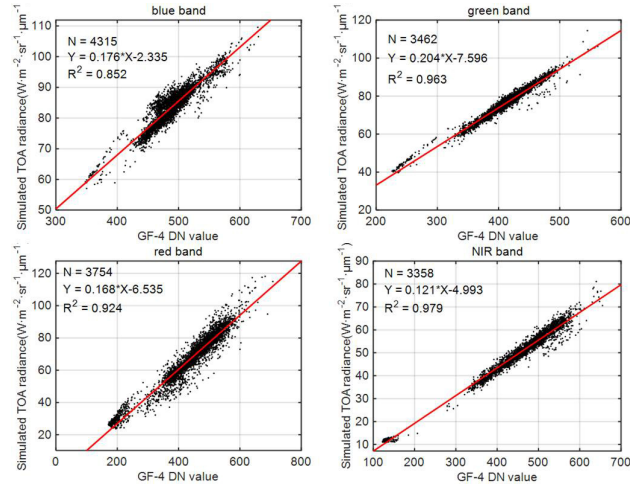 blue band
Simulated TOA radiance(W·m⁻²·sr⁻¹·μm⁻¹)
110
100
90
80
70
60
50
N = 4315
Y = 0.176*X-2.335
R² = 0.852
300 400 500 600 700
GF-4 DN value
green band
Simulated TOA radiance(W·m⁻²·sr⁻¹·μm⁻¹)
120
100
80
60
40
20
N = 3462
Y = 0.204*X-7.596
R² = 0.963
200 300 400 500 600
GF-4 DN value
red band
Simulated TOA radiance(W·m⁻²·sr⁻¹·μm⁻¹)
120
100
80
60
40
20
N = 3754
Y = 0.168*X-6.535
R² = 0.924
0 200 400 600 800
GF-4 DN value
NIR band
Simulated TOA radiance(W·m⁻²·sr⁻¹·μm⁻¹)
90
80
70
60
50
40
30
20
10
N = 3358
Y = 0.121*X-4.993
R² = 0.979
100 200 300 400 500 600 700
GF-4 DN value